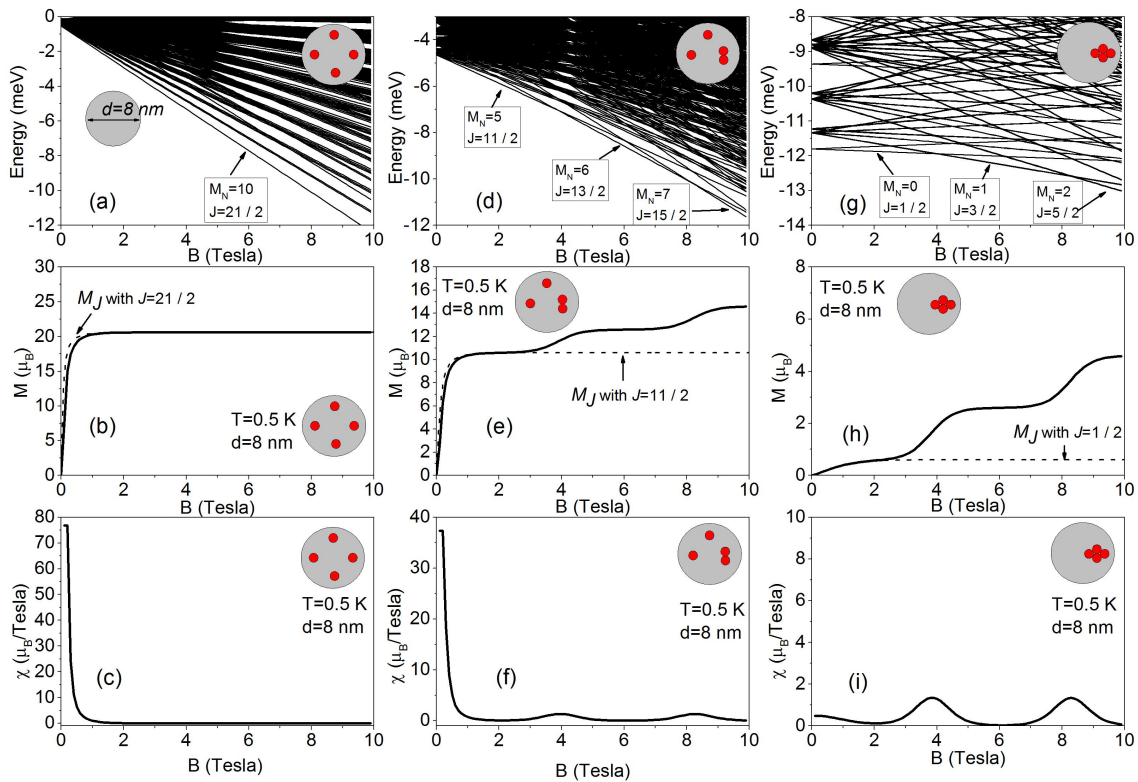 Energy (meV)
0
-2
-4
-6
-8
-10
-12
d=8 nm
(a)
M_N=10
J=21 / 2
0 2 4 6 8 10
B (Tesla)
Energy (meV)
0
-2
-4
-6
-8
-10
-12
M_N=5
J=11 / 2
M_N=6
J=13 / 2
M_N=7
J=15 / 2
(d)
0 2 4 6 8 10
B (Tesla)
Energy (meV)
-8
-9
-10
-11
-12
-13
-14
M_N=0
J=1 / 2
M_N=1
J=3 / 2
M_N=2
J=5 / 2
(g)
0 2 4 6 8 10
B (Tesla)
M (μ_B)
30
25
20
15
10
5
0
M_J with J=21 / 2
(b)
T=0.5 K
d=8 nm
0 2 4 6 8 10
B (Tesla)
M (μ_B)
18
16
14
12
10
8
6
4
2
0
T=0.5 K
d=8 nm
M_J with J=11 / 2
(e)
0 2 4 6 8 10
B (Tesla)
M (μ_B)
8
6
4
2
0
T=0.5 K
d=8 nm
M_J with J=1 / 2
(h)
0 2 4 6 8 10
B (Tesla)
χ (μ_B/Tesla)
80
70
60
50
40
30
20
10
0
T=0.5 K
d=8 nm
(c)
0 2 4 6 8 10
B (Tesla)
χ (μ_B/Tesla)
40
30
20
10
0
T=0.5 K
d=8 nm
(f)
0 2 4 6 8 10
B (Tesla)
χ (μ_B/Tesla)
10
8
6
4
2
0
T=0.5 K
d=8 nm
(i)
0 2 4 6 8 10
B (Tesla)